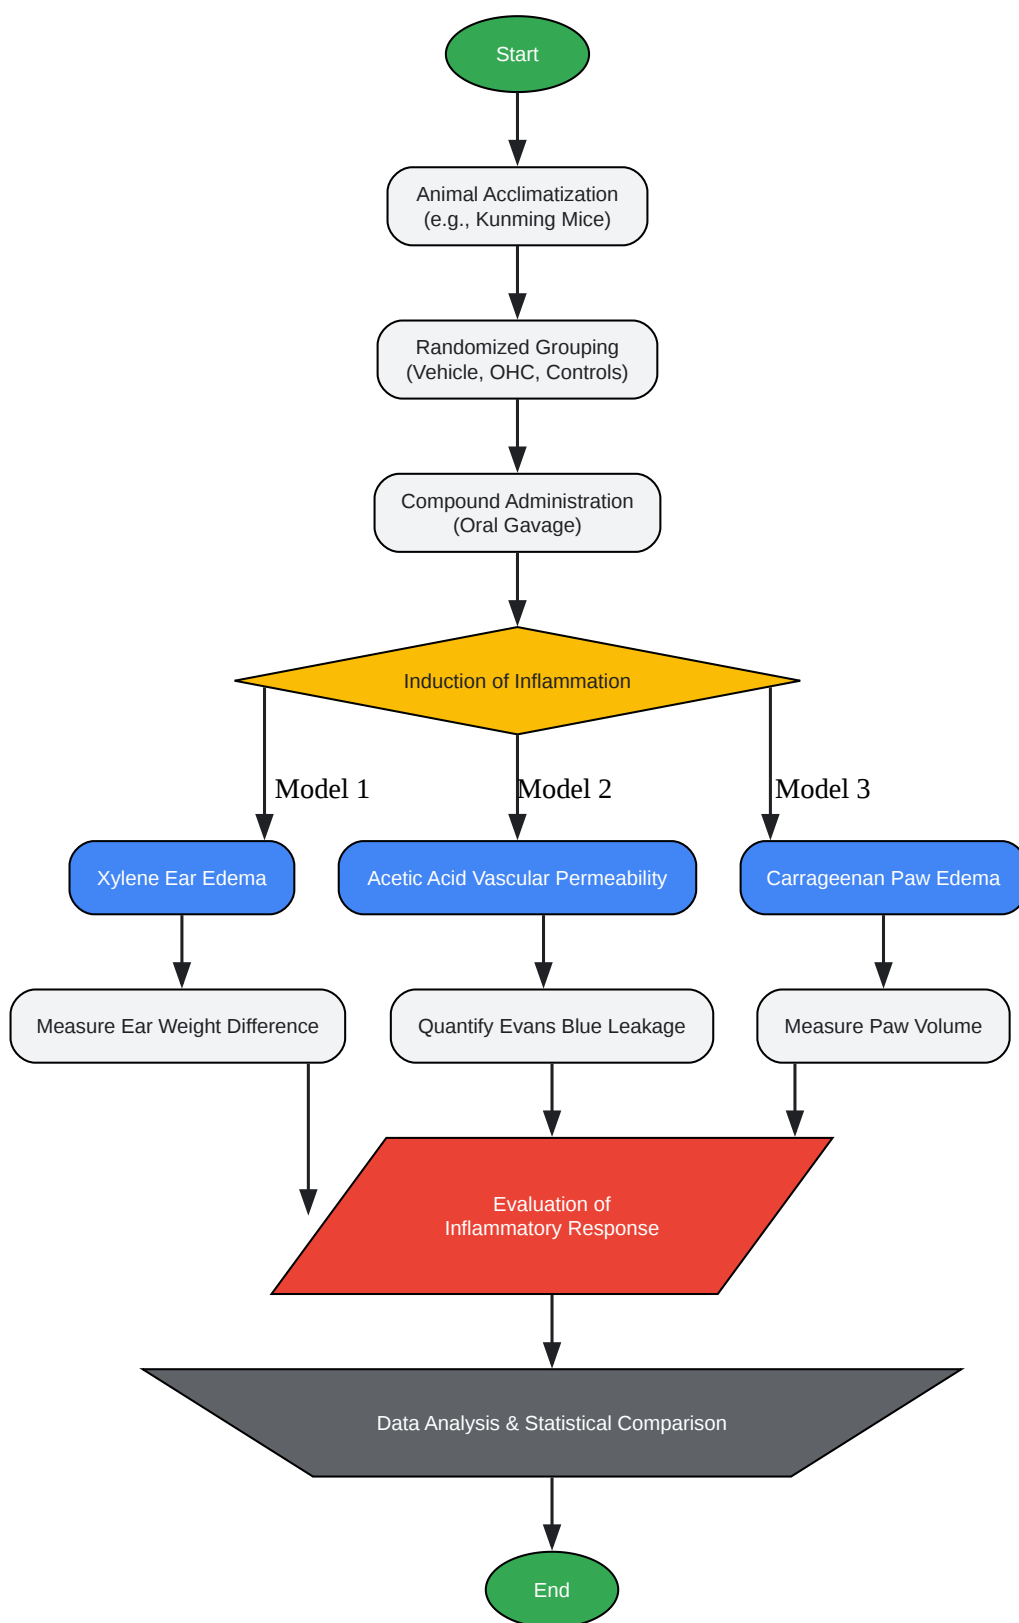 Start
Animal Acclimatization
(e.g., Kunming Mice)
Randomized Grouping
(Vehicle, OHC, Controls)
Compound Administration
(Oral Gavage)
Induction of Inflammation
Model 1
Model 2
Model 3
Xylene Ear Edema
Acetic Acid Vascular Permeability
Carrageenan Paw Edema
Measure Ear Weight Difference
Quantify Evans Blue Leakage
Measure Paw Volume
Evaluation of
Inflammatory Response
Data Analysis & Statistical Comparison
End